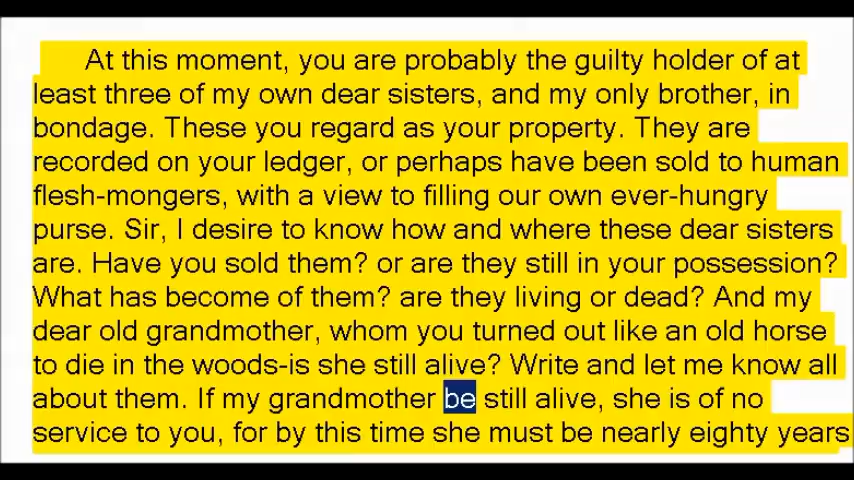 At this moment, you are probably the guilty holder of at
least three of my own dear sisters, and my only brother, in
bondage. These you regard as your property. They are
recorded on your ledger, or perhaps have been sold to human
flesh-mongers, with a view to filling our own ever-hungry
purse. Sir, I desire to know how and where these dear sisters
are. Have you sold them? or are they still in your possession?
What has become of them? are they living or dead? And my
dear old grandmother, whom you turned out like an old horse
to die in the woods-is she still alive? Write and let me know all
about them. If my grandmother be still alive, she is of no
service to you, for by this time she must be nearly eighty years